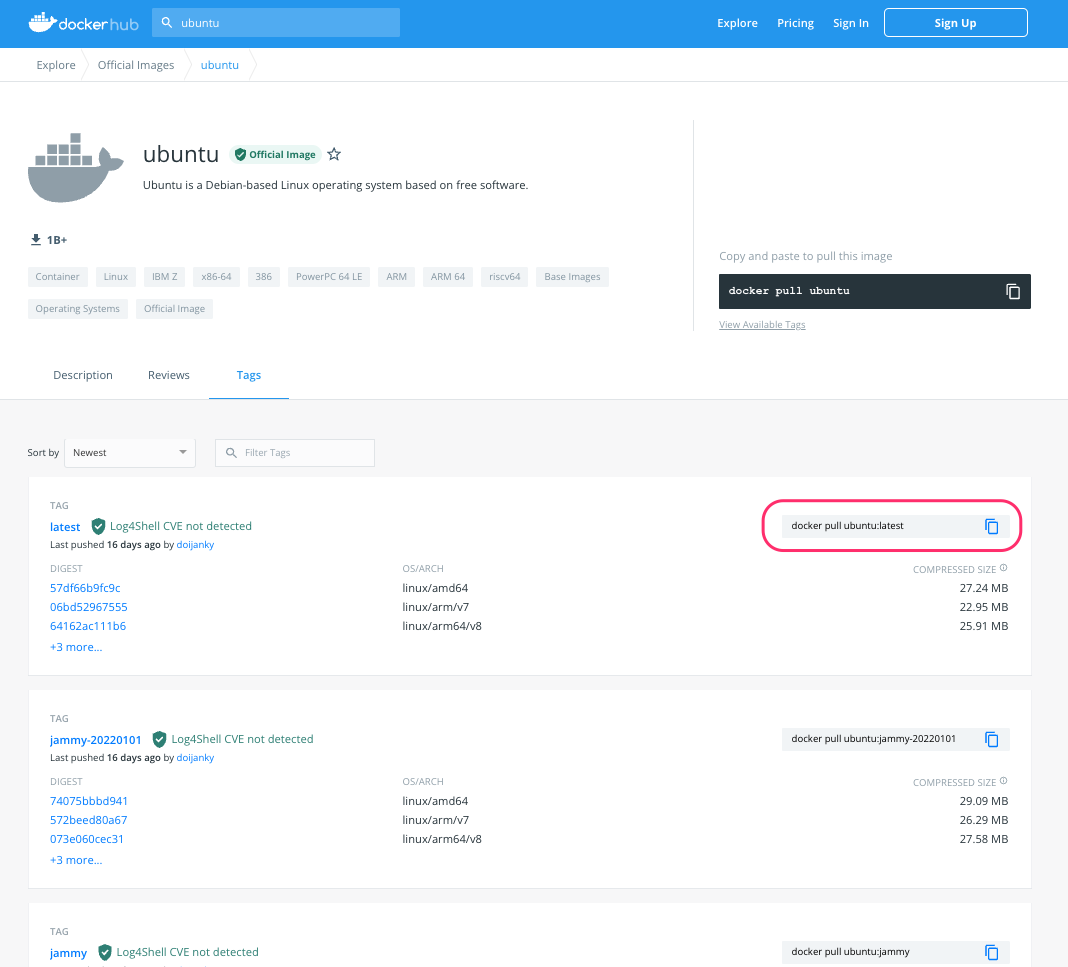 docker hub
ubuntu
Explore Pricing Sign In Sign Up
Explore Official Images ubuntu
ubuntu Official Image
Ubuntu is a Debian-based Linux operating system based on free software.
1B+
Container Linux IBM Z x86-64 386 PowerPC 64 LE ARM ARM 64 riscv64 Base Images
Operating Systems Official Image
Copy and paste to pull this image
docker pull ubuntu
View Available Tags
Description Reviews Tags
Sort by Newest Filter Tags
TAG
latest Log4Shell CVE not detected
docker pull ubuntu:latest
Last pushed 16 days ago by doijanky
DIGEST OS/ARCH COMPRESSED SIZE
57df66b9fc9c linux/amd64 27.24 MB
06bd52967555 linux/arm/v7 22.95 MB
64162ac111b6 linux/arm64/v8 25.91 MB
+3 more...
TAG
jammy-20220101 Log4Shell CVE not detected
docker pull ubuntu:jammy-20220101
Last pushed 16 days ago by doijanky
DIGEST OS/ARCH COMPRESSED SIZE
74075bbbd941 linux/amd64 29.09 MB
572beed80a67 linux/arm/v7 26.29 MB
073e060cec31 linux/arm64/v8 27.58 MB
+3 more...
TAG
jammy Log4Shell CVE not detected
docker pull ubuntu:jammy